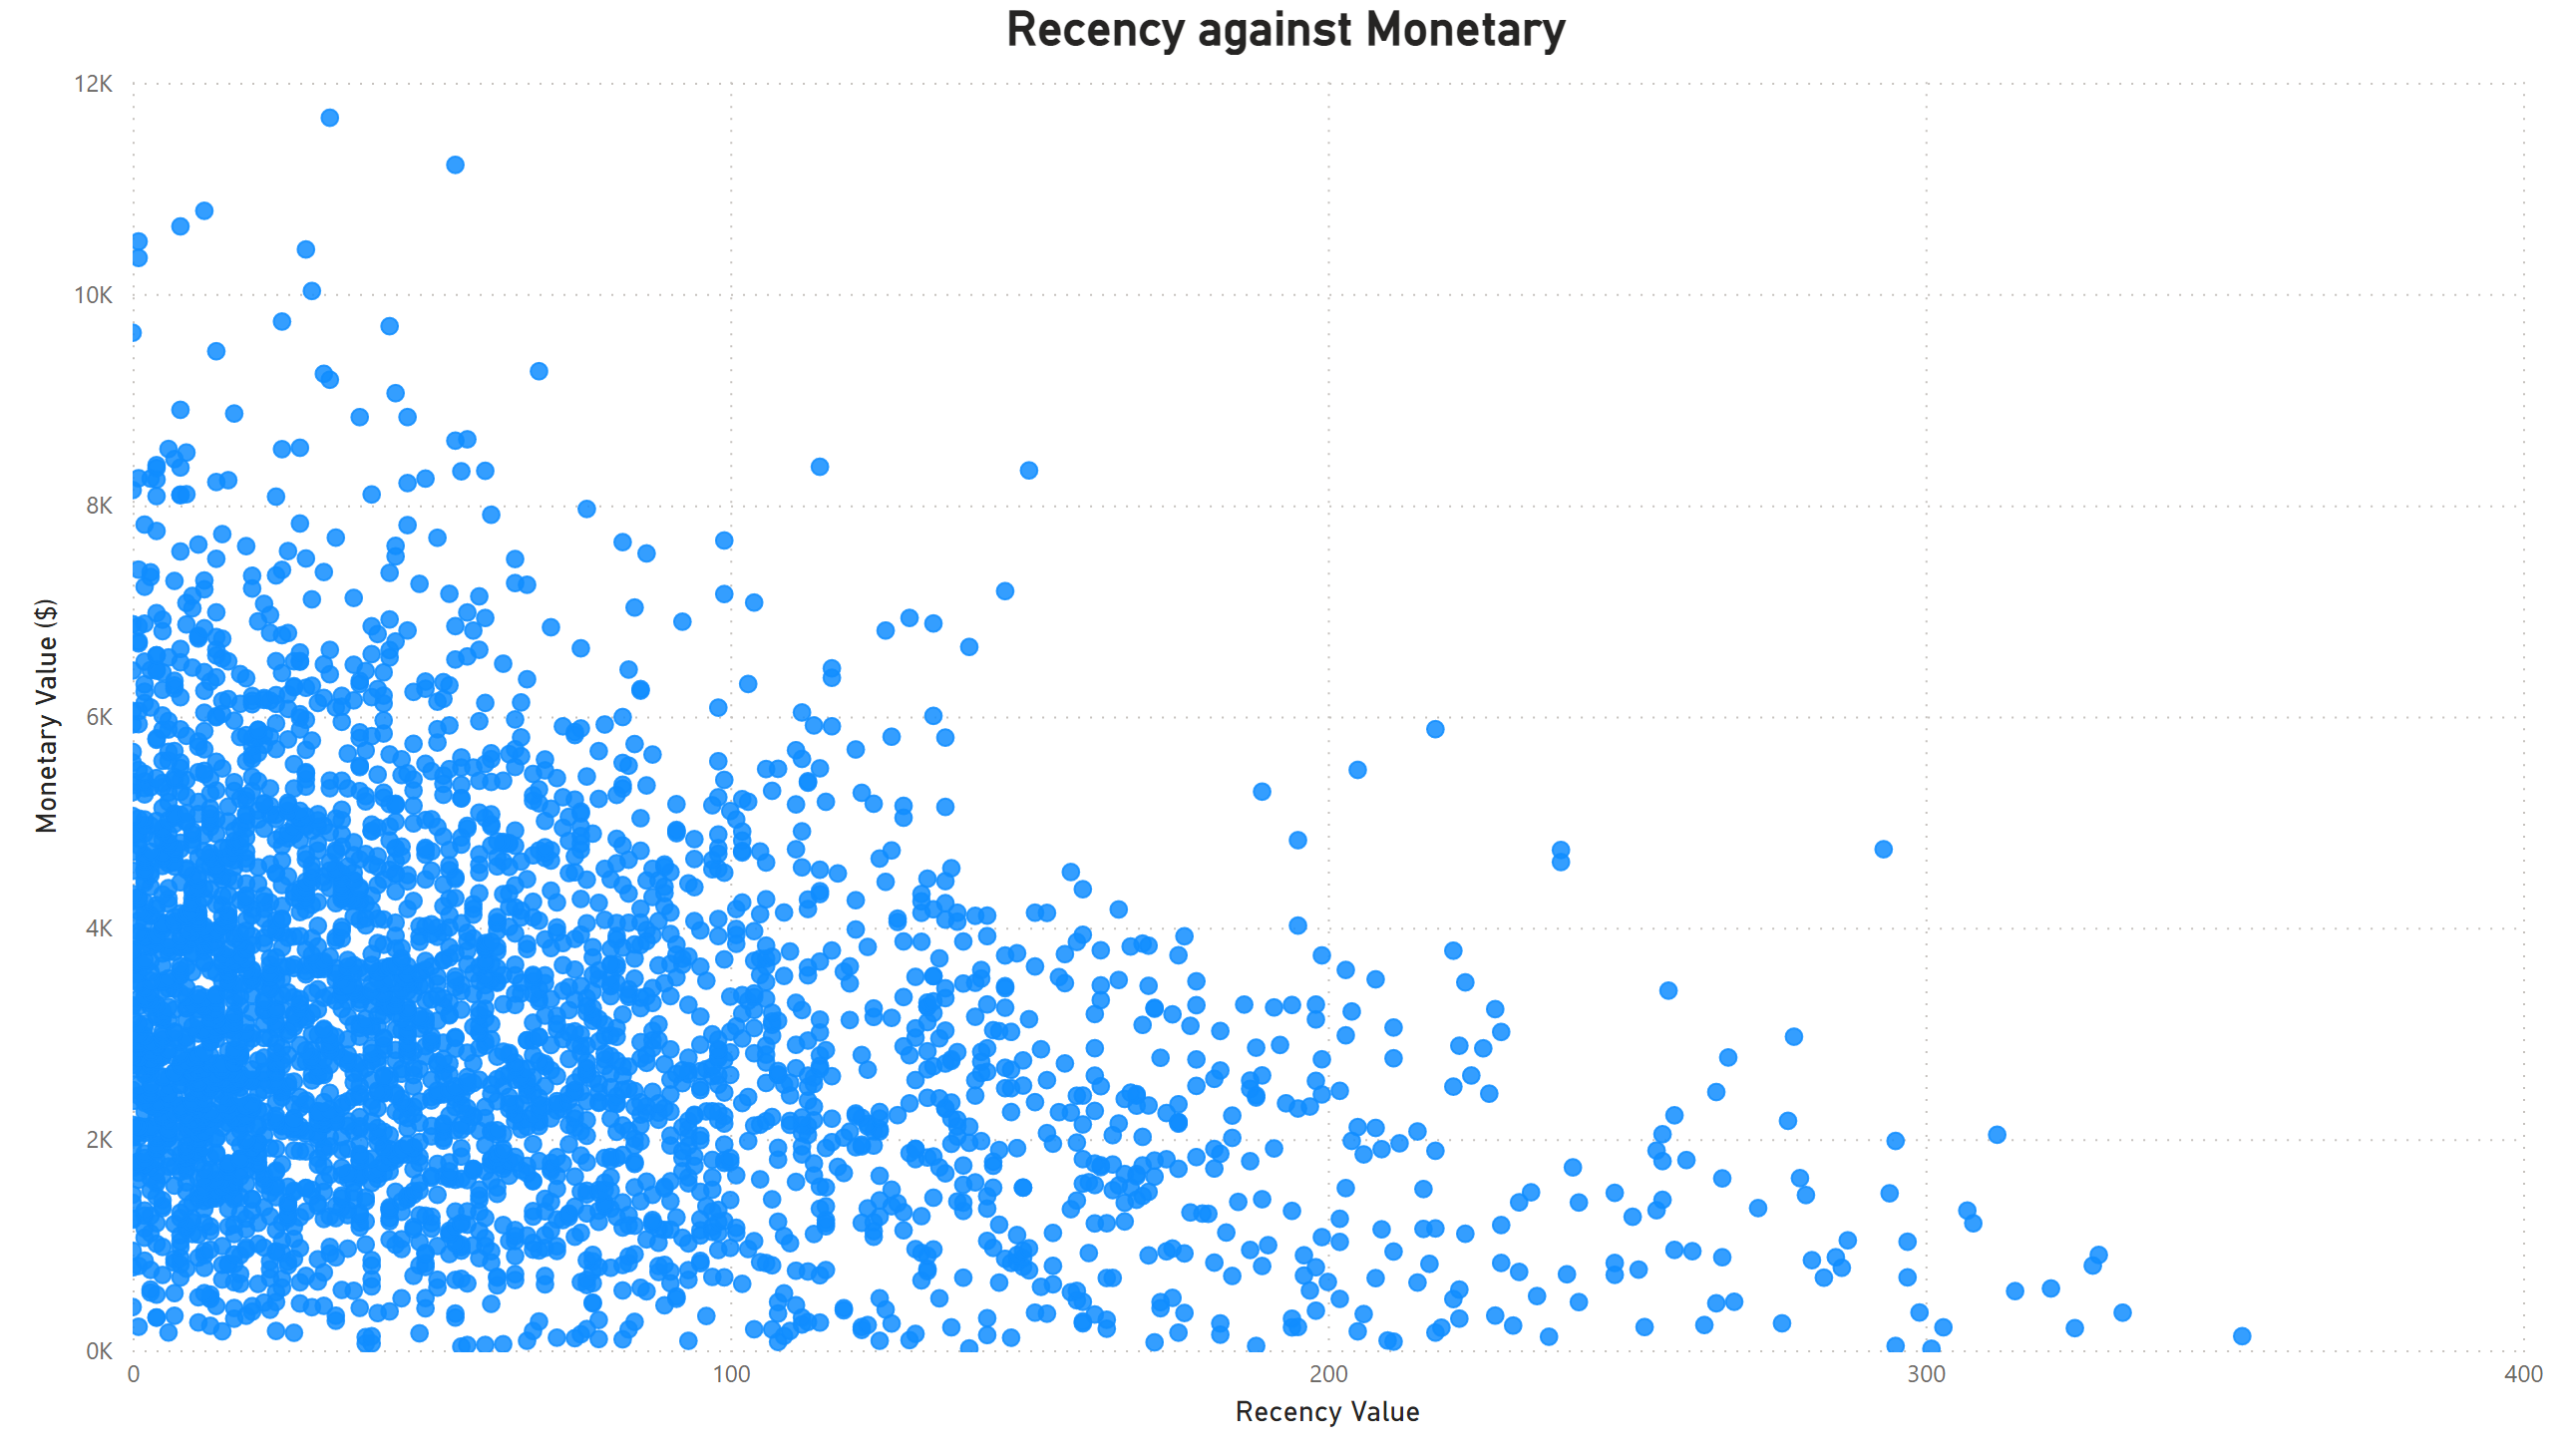 Recency against Monetary
12K
10K
8K
6K
4K
2K
0K
Monetary Value ($)
0 100 200 300 400
Recency Value